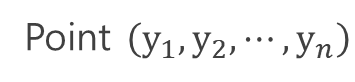 Point (y₁, y₂, ⋯, yₙ)